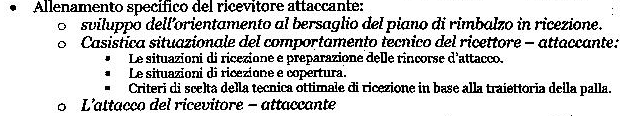 • Allenamento specifico del ricevitore attaccante:
o sviluppo dell'orientamento al bersaglio del piano di rimbalzo in ricezione.
o Casistica situazionale del comportamento tecnico del ricettore – attaccante:
▪ Le situazioni di ricezione e preparazione delle rincorse d'attacco.
▪ Le situazioni di ricezione e copertura.
▪ Criteri di scelta della tecnica ottimale di ricezione in base alla traiettoria della palla.
o L'attacco del ricevitore – attaccante